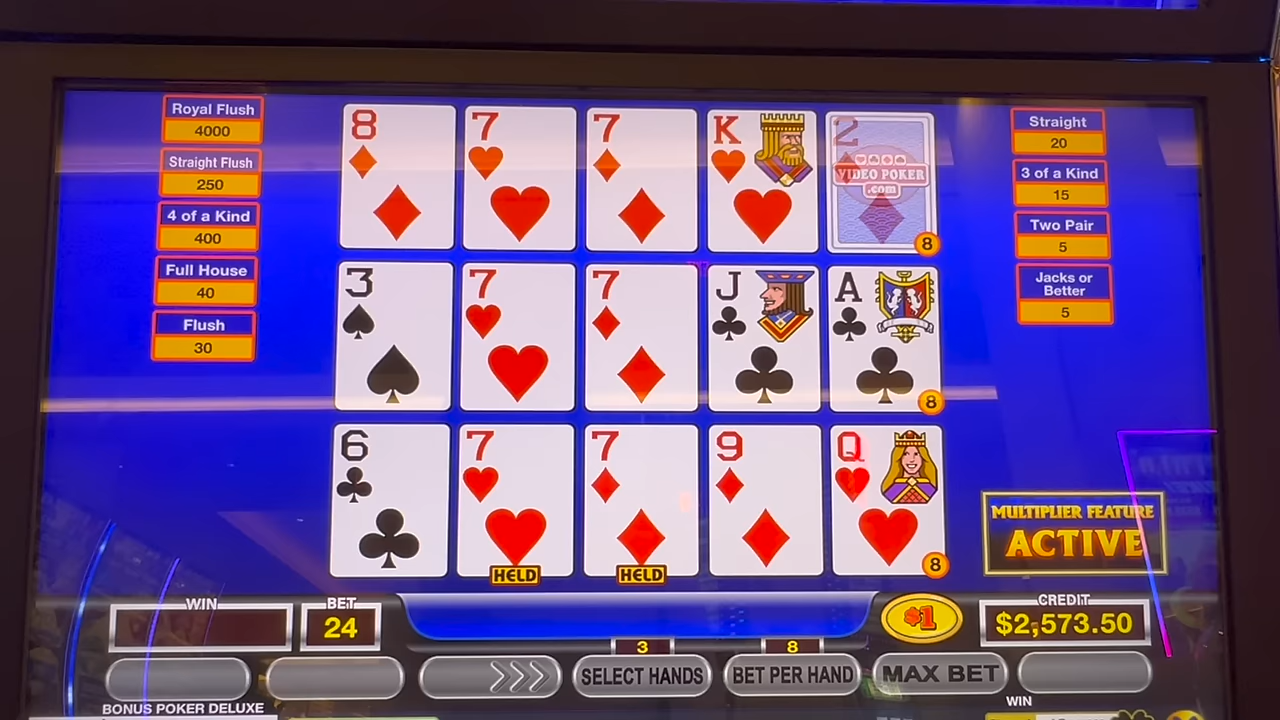 Royal Flush
4000
Straight Flush
250
4 of a Kind
400
Full House
40
Flush
30
8
7
7
K
2
VIDEO POKER
.com
8
3
7
7
J
A
8
6
7
7
9
Q
HELD
HELD
8
Straight
20
3 of a Kind
15
Two Pair
5
Jacks or
Better
5
MULTIPLIER FEATURE
ACTIVE
WIN
BET
24
$1
CREDIT
$2,573.50
3
8
SELECT HANDS
BET PER HAND
MAX BET
BONUS POKER DELUXE
WIN